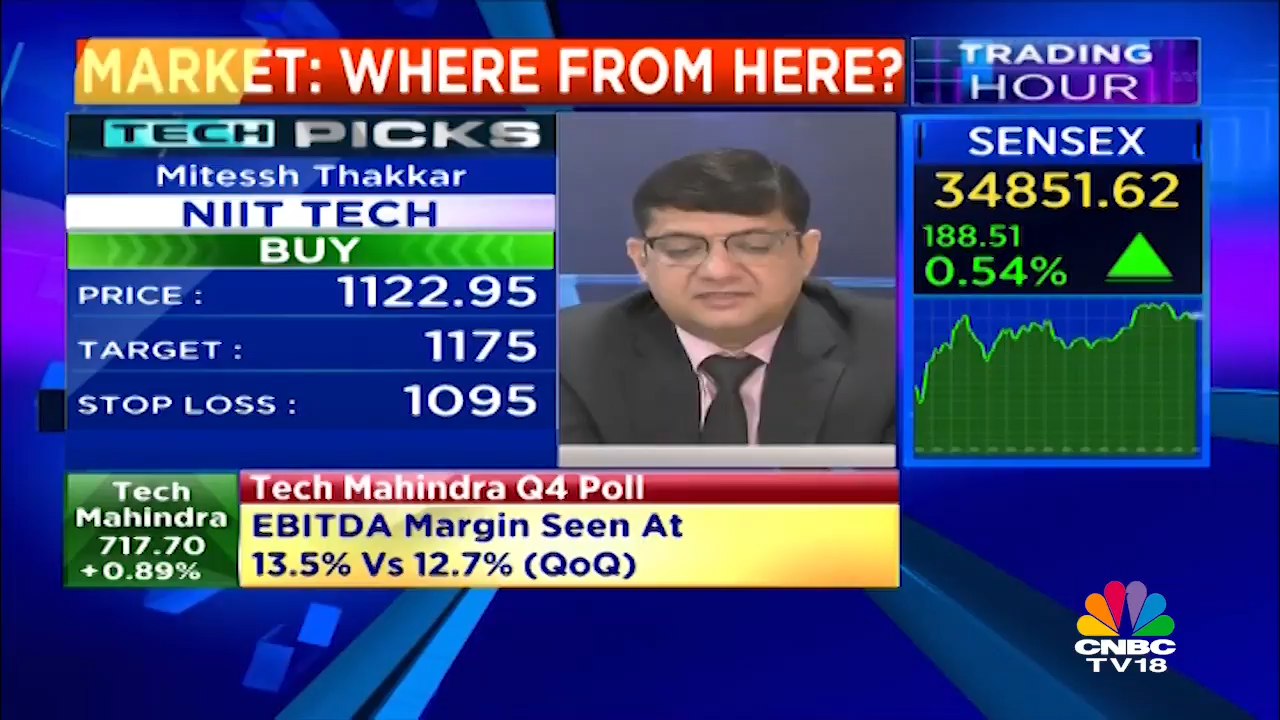 MARKET: WHERE FROM HERE?
TRADING
HOUR
TECH PICKS
Mitessh Thakkar
NIIT TECH
BUY
PRICE : 1122.95
TARGET : 1175
STOP LOSS : 1095
SENSEX
34851.62
188.51
0.54%
Tech
Mahindra
717.70
+0.89%
Tech Mahindra Q4 Poll
EBITDA Margin Seen At
13.5% Vs 12.7% (QoQ)
CNBC
TV18